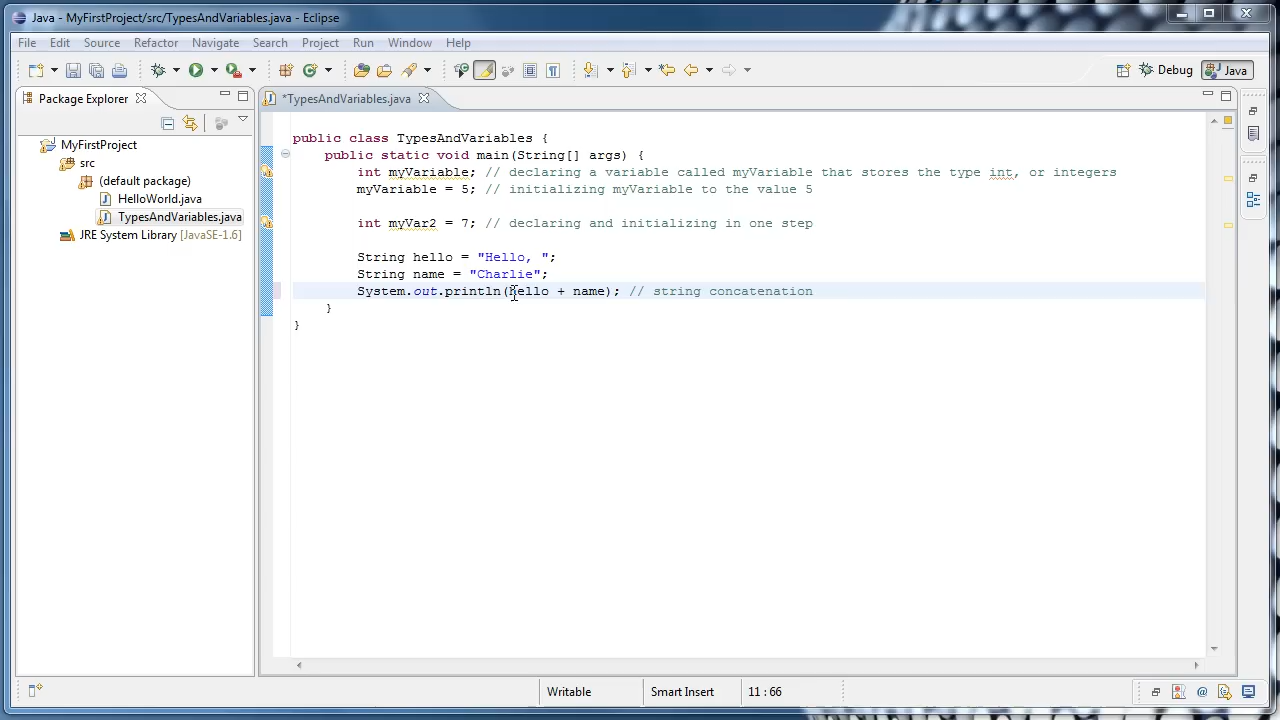 Java - MyFirstProject/src/TypesAndVariables.java - Eclipse
File Edit Source Refactor Navigate Search Project Run Window Help
Debug Java
Package Explorer
*TypesAndVariables.java
MyFirstProject
src
(default package)
HelloWorld.java
TypesAndVariables.java
JRE System Library [JavaSE-1.6]
public class TypesAndVariables {
public static void main(String[] args) {
int myVariable; // declaring a variable called myVariable that stores the type int, or integers
myVariable = 5; // initializing myVariable to the value 5
int myVar2 = 7; // declaring and initializing in one step
String hello = "Hello, ";
String name = "Charlie";
System.out.println(hello + name); // string concatenation
}
}
Writable Smart Insert 11 : 66